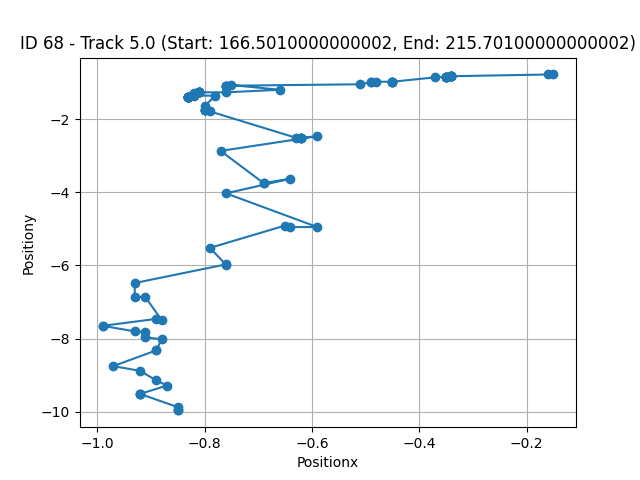 ID 68 - Track 5.0 (Start: 166.5010000000002, End: 215.70100000000002)
−2
−4
−6
−8
−10
Positiony
−1.0 −0.8 −0.6 −0.4 −0.2
Positionx